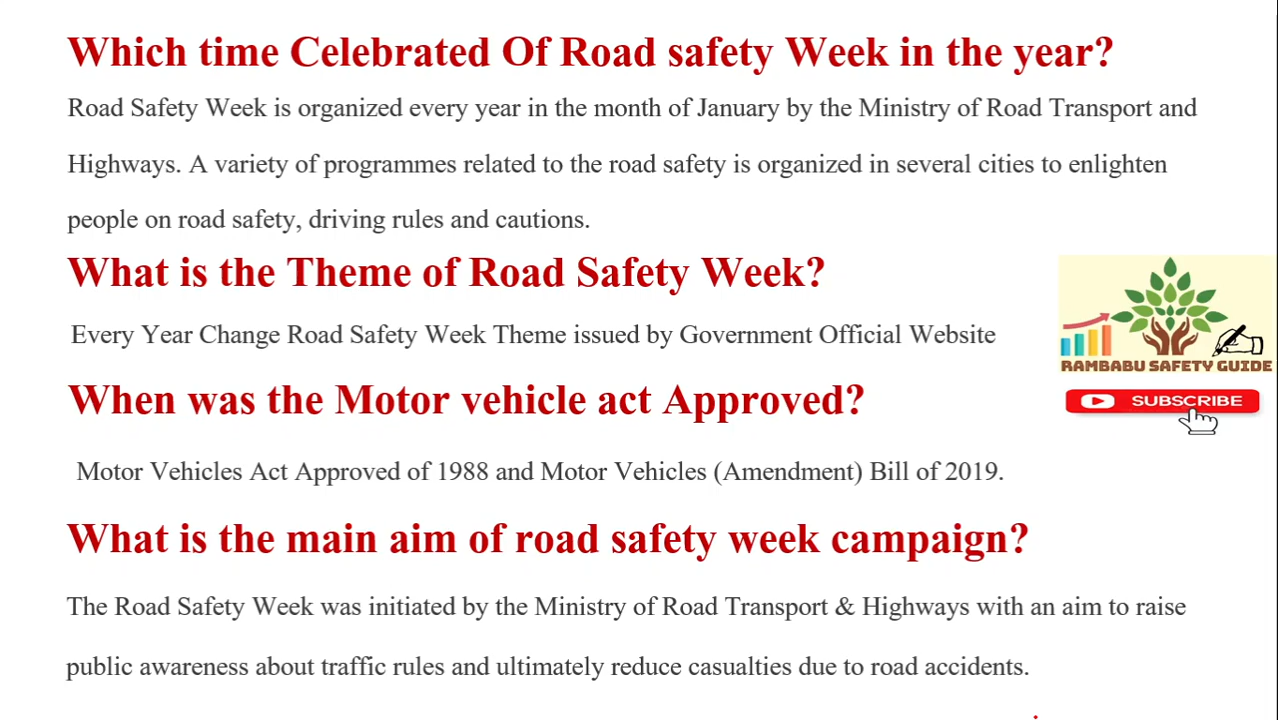 Which time Celebrated Of Road safety Week in the year?
Road Safety Week is organized every year in the month of January by the Ministry of Road Transport and
Highways. A variety of programmes related to the road safety is organized in several cities to enlighten
people on road safety, driving rules and cautions.
What is the Theme of Road Safety Week?
Every Year Change Road Safety Week Theme issued by Government Official Website
RAMBABU SAFETY GUIDE
SUBSCRIBE
When was the Motor vehicle act Approved?
Motor Vehicles Act Approved of 1988 and Motor Vehicles (Amendment) Bill of 2019.
What is the main aim of road safety week campaign?
The Road Safety Week was initiated by the Ministry of Road Transport & Highways with an aim to raise
public awareness about traffic rules and ultimately reduce casualties due to road accidents.